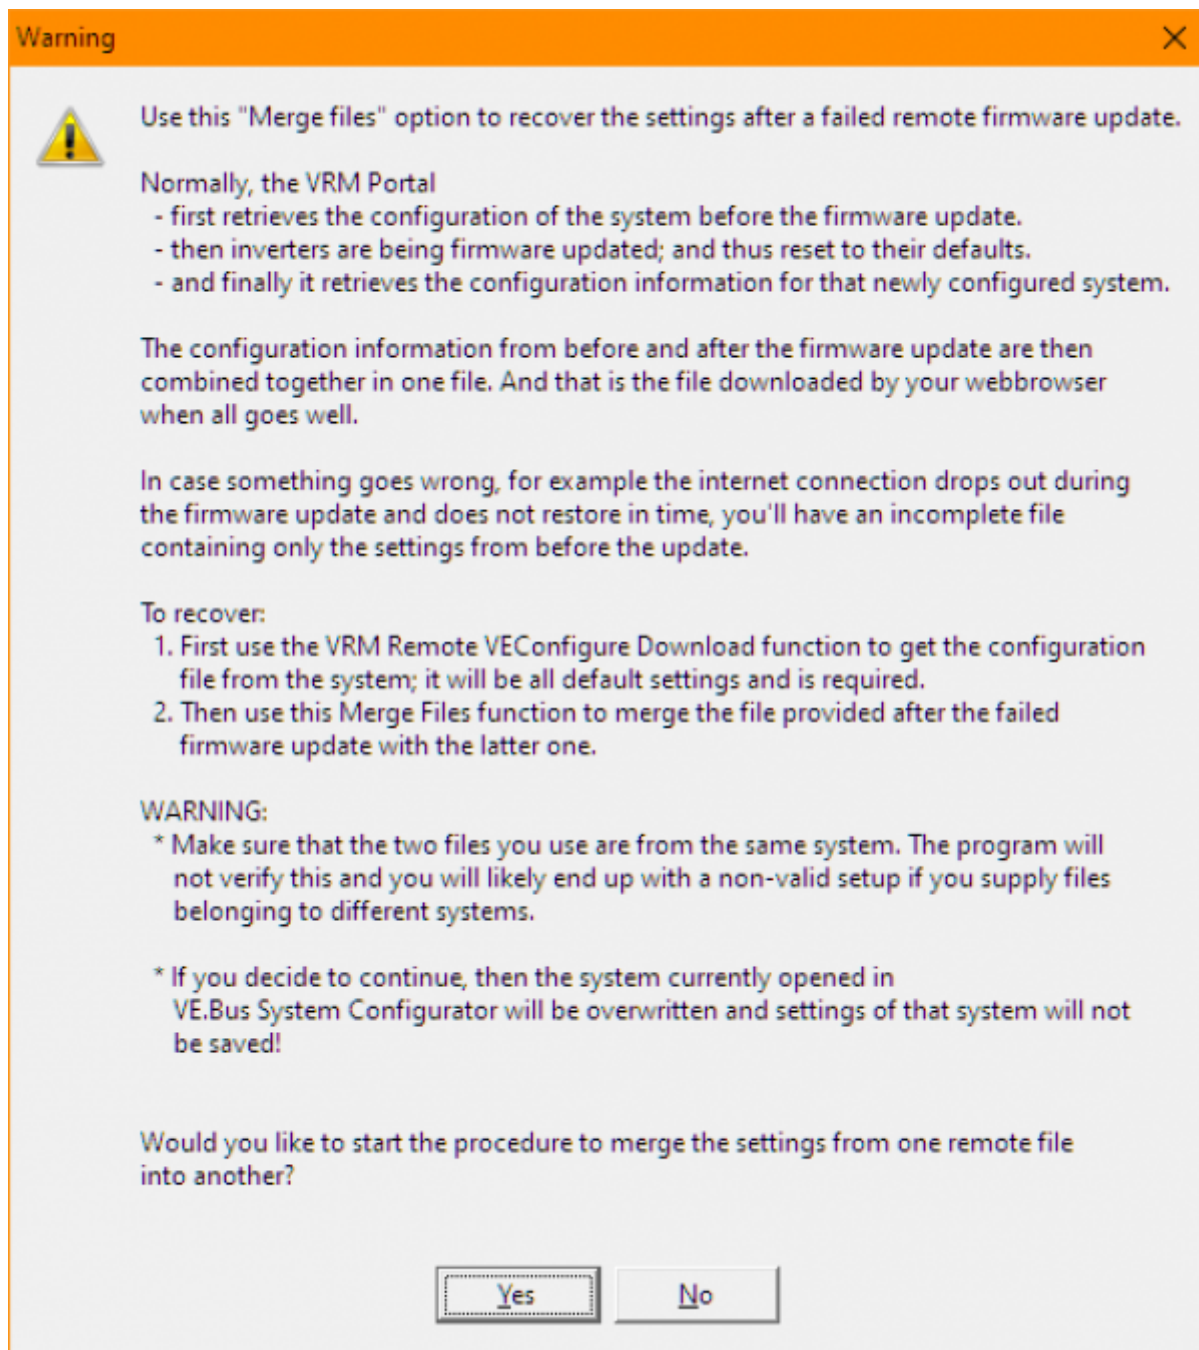 Warning
Use this "Merge files" option to recover the settings after a failed remote firmware update.
Normally, the VRM Portal
- first retrieves the configuration of the system before the firmware update.
- then inverters are being firmware updated; and thus reset to their defaults.
- and finally it retrieves the configuration information for that newly configured system.
The configuration information from before and after the firmware update are then
combined together in one file. And that is the file downloaded by your webbrowser
when all goes well.
In case something goes wrong, for example the internet connection drops out during
the firmware update and does not restore in time, you'll have an incomplete file
containing only the settings from before the update.
To recover:
1. First use the VRM Remote VEConfigure Download function to get the configuration
file from the system; it will be all default settings and is required.
2. Then use this Merge Files function to merge the file provided after the failed
firmware update with the latter one.
WARNING:
* Make sure that the two files you use are from the same system. The program will
not verify this and you will likely end up with a non-valid setup if you supply files
belonging to different systems.
* If you decide to continue, then the system currently opened in
VE.Bus System Configurator will be overwritten and settings of that system will not
be saved!
Would you like to start the procedure to merge the settings from one remote file
into another?
Yes No